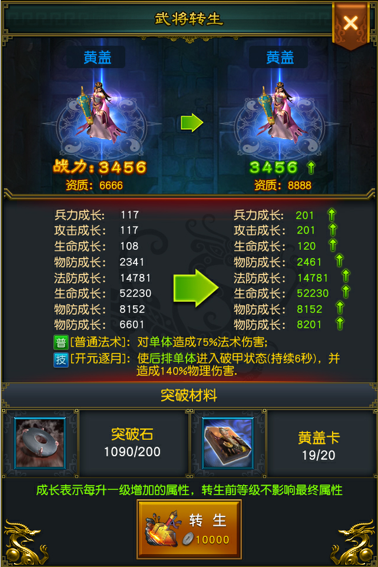 武将转生
黄盖
黄盖
战力:3456
3456
资质：6666
资质：8888
兵力成长： 117
兵力成长： 201
攻击成长： 117
攻击成长： 201
生命成长： 108
生命成长： 120
物防成长： 2341
物防成长： 2461
法防成长： 14781
法防成长： 14781
生命成长： 52230
生命成长： 52230
物防成长： 8152
物防成长： 8152
物防成长： 6601
物防成长： 8201
普 [普通法术]：对单体造成75%法术伤害;
技 [开元逐月]：使后排单体进入破甲状态(持续6秒)，并
造成140%物理伤害.
突破材料
突破石
1090/200
黄盖卡
19/20
成长表示每升一级增加的属性，转生前等级不影响最终属性
转生
10000